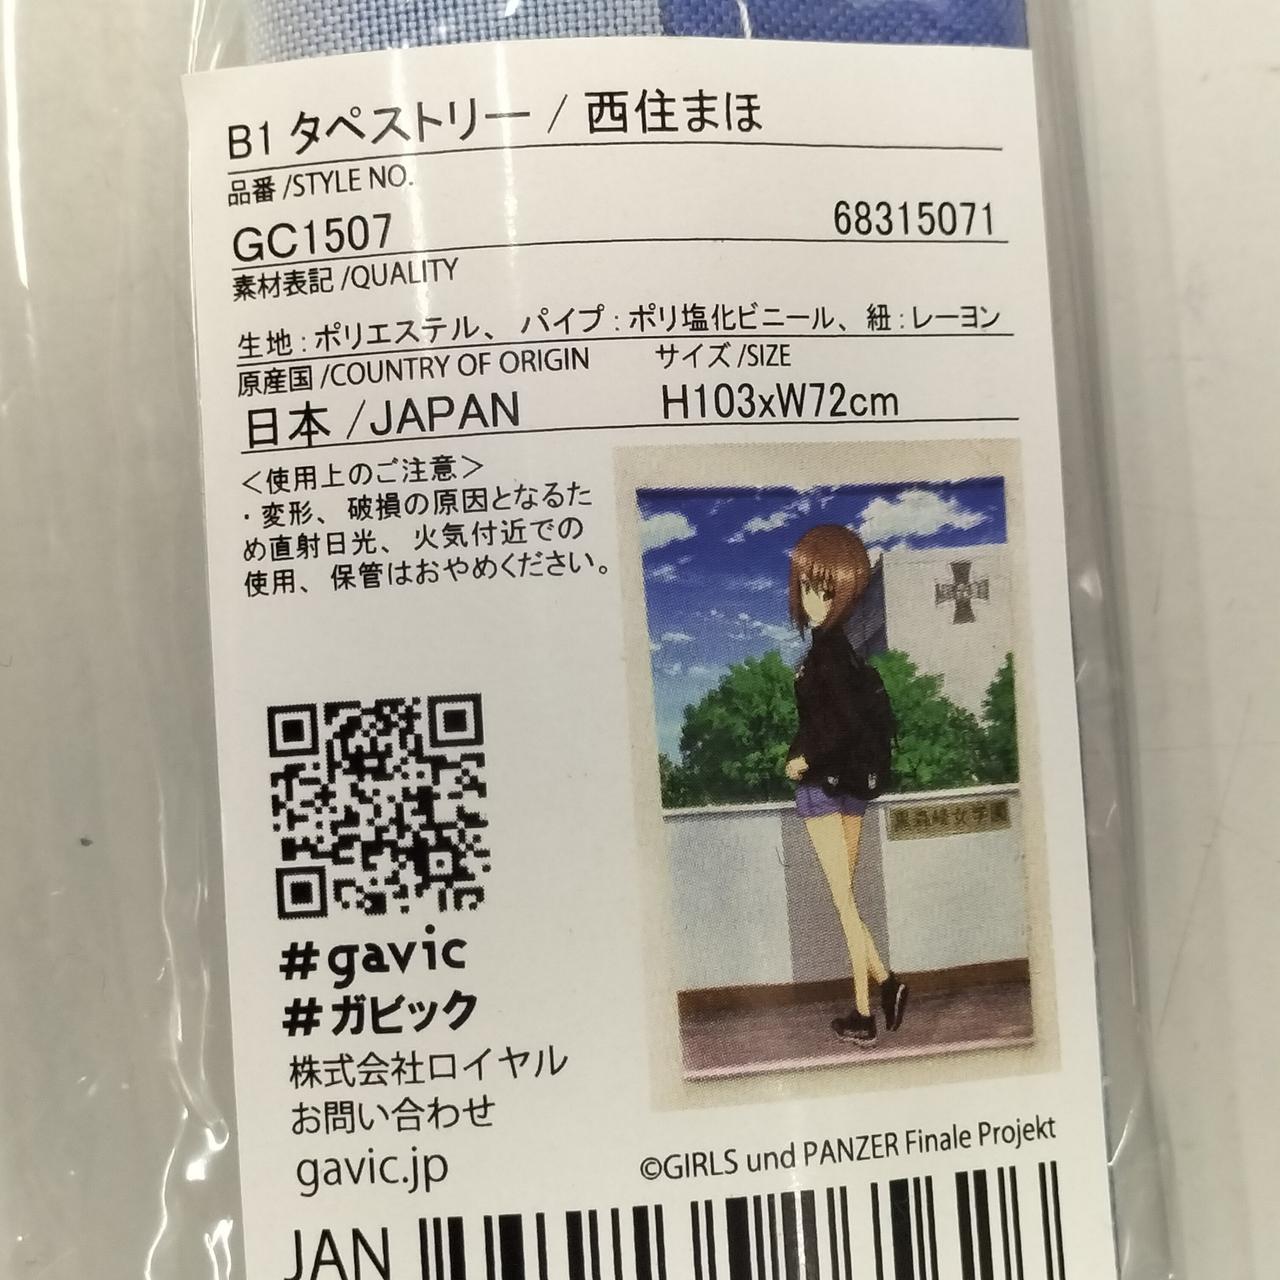 B1 タペストリー / 西住まほ
品番 /STYLE NO.
GC1507 68315071
素材表記 /QUALITY
生地 : ポリエステル、 パイプ : ポリ塩化ビニール、 紐 : レーヨン
原産国 /COUNTRY OF ORIGIN サイズ /SIZE
日本 /JAPAN H103xW72cm
＜使用上のご注意＞
・変形、破損の原因となるた
め直射日光、火気付近での
使用、保管はおやめください。
黒森峰女学園
#gavic
#ガビック
株式会社ロイヤル
お問い合わせ
gavic.jp
©GIRLS und PANZER Finale Projekt
JAN